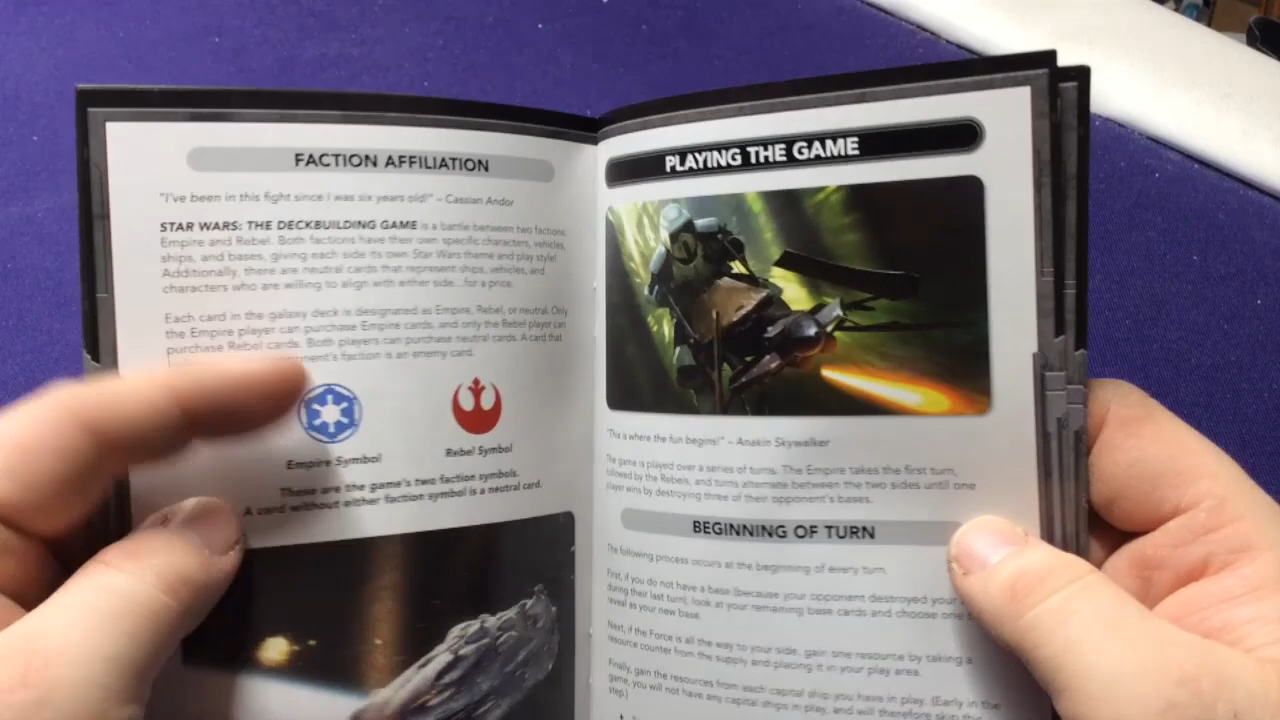 FACTION AFFILIATION
"I've been in this fight since I was six years old!" – Cassian Andor
STAR WARS: THE DECKBUILDING GAME is a battle between two factions,
Empire and Rebel. Both factions have their own specific characters, vehicles,
ships, and bases, giving each side its own Star Wars theme and play style!
Additionally, there are neutral cards that represent ships, vehicles, and
characters who are willing to align with either side...for a price.
Each card in the galaxy deck is designated as Empire, Rebel, or neutral. Only
the Empire player can purchase Empire cards, and only the Rebel player can
purchase Rebel cards. Both players can purchase neutral cards. A card that
faction is an enemy card.
Empire Symbol
Rebel Symbol
These are the game's two faction symbols.
A card without either faction symbol is a neutral card.
PLAYING THE GAME
"This is where the fun begins!" – Anakin Skywalker
The game is played over a series of turns. The Empire takes the first turn,
followed by the Rebels, and turns alternate between the two sides until one
player wins by destroying three of their opponent's bases.
BEGINNING OF TURN
The following process occurs at the beginning of every turn.
First, if you do not have a base (because your opponent destroyed your
during their last turn), look at your remaining base cards and choose one
reveal as your new base.
Next, if the Force is all the way to your side, gain one resource by taking a
resource counter from the supply and placing it in your play area.
Finally, gain the resources from each capital ship you have in play. (Early in the
game, you will not have any capital ships in play, and will therefore skip this
step.)